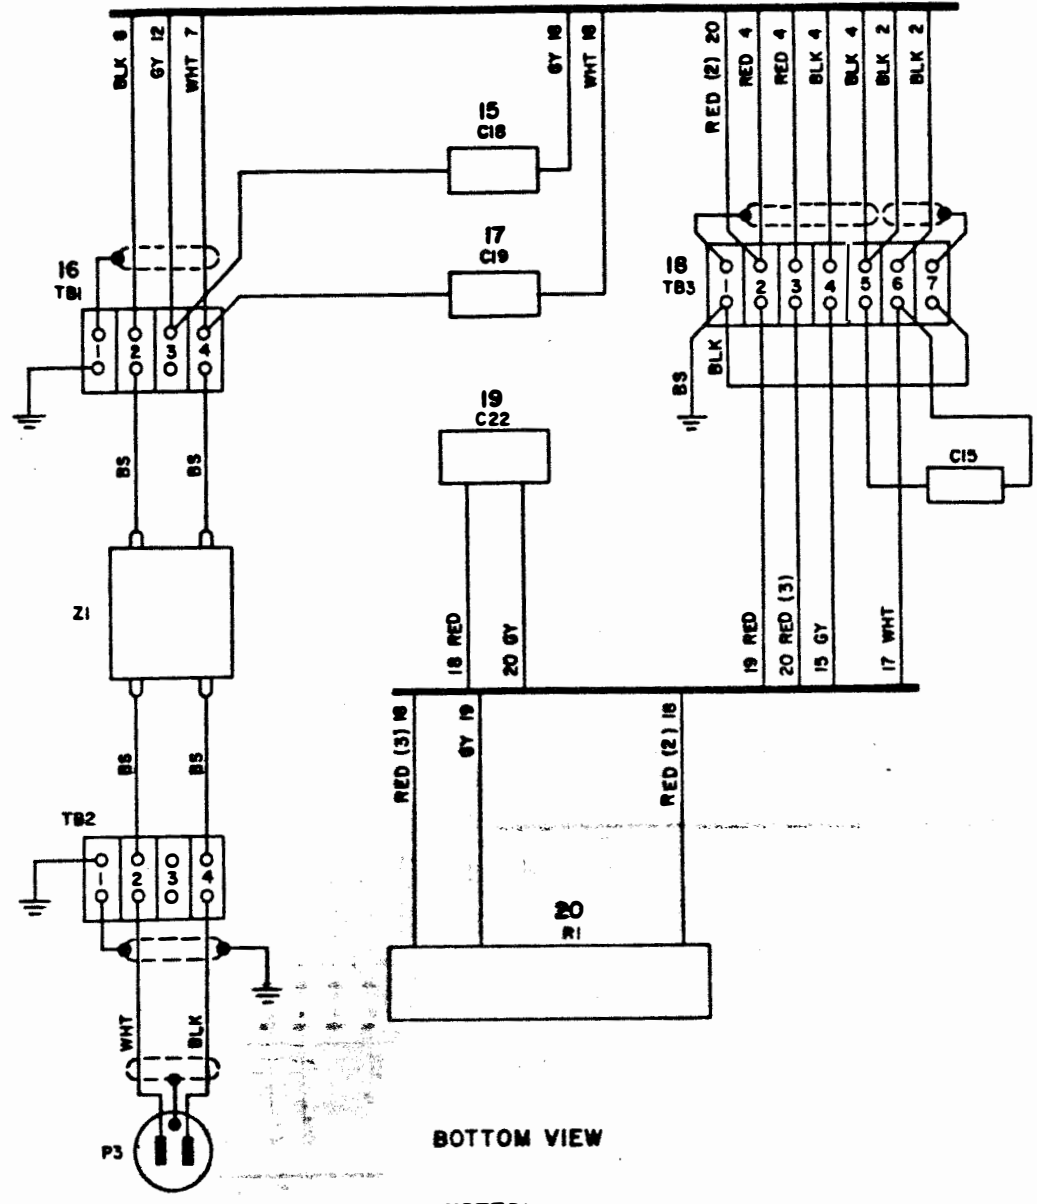 BLK 8
GY 12
WHT 7
GY 18
WHT 18
RED (2) 20
RED 4
RED 4
BLK 4
BLK 4
BLK 2
BLK 2
15
C18
17
C19
16
TB1
1
2
3
4
18
TB3
1
2
3
4
5
6
7
BS
BLK
19
C22
C15
BS
BS
Z1
18 RED
20 GY
19 RED
20 RED (3)
15 GY
17 WHT
BS
BS
RED (3) 18
GY 19
RED (2) 18
TB2
1
2
3
4
20
R1
WHT
BLK
P3
BOTTOM VIEW